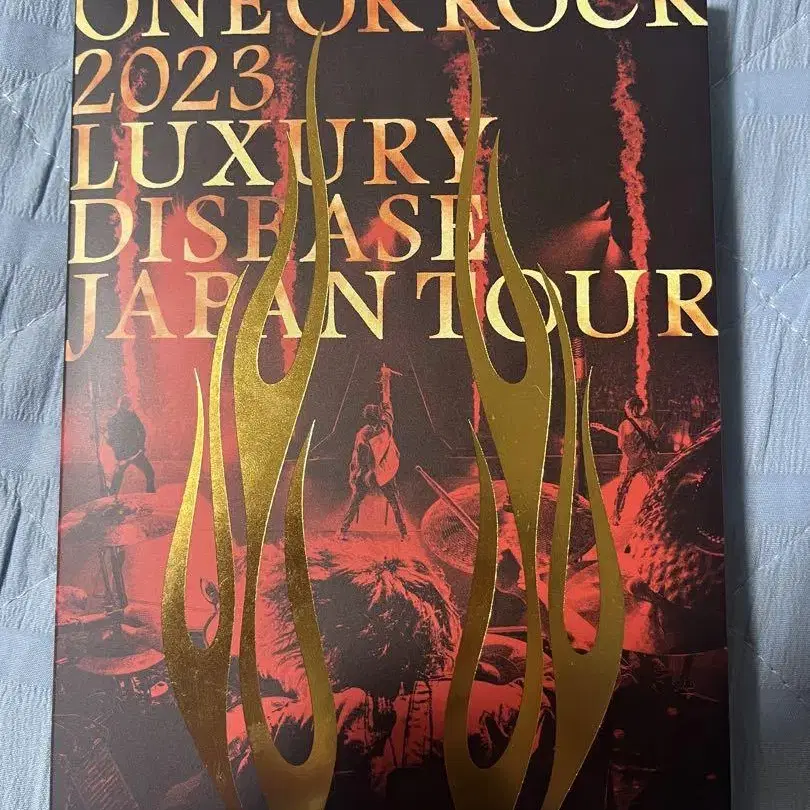 ONE OK ROCK
2023
LUXURY
DISEASE
JAPAN TOUR